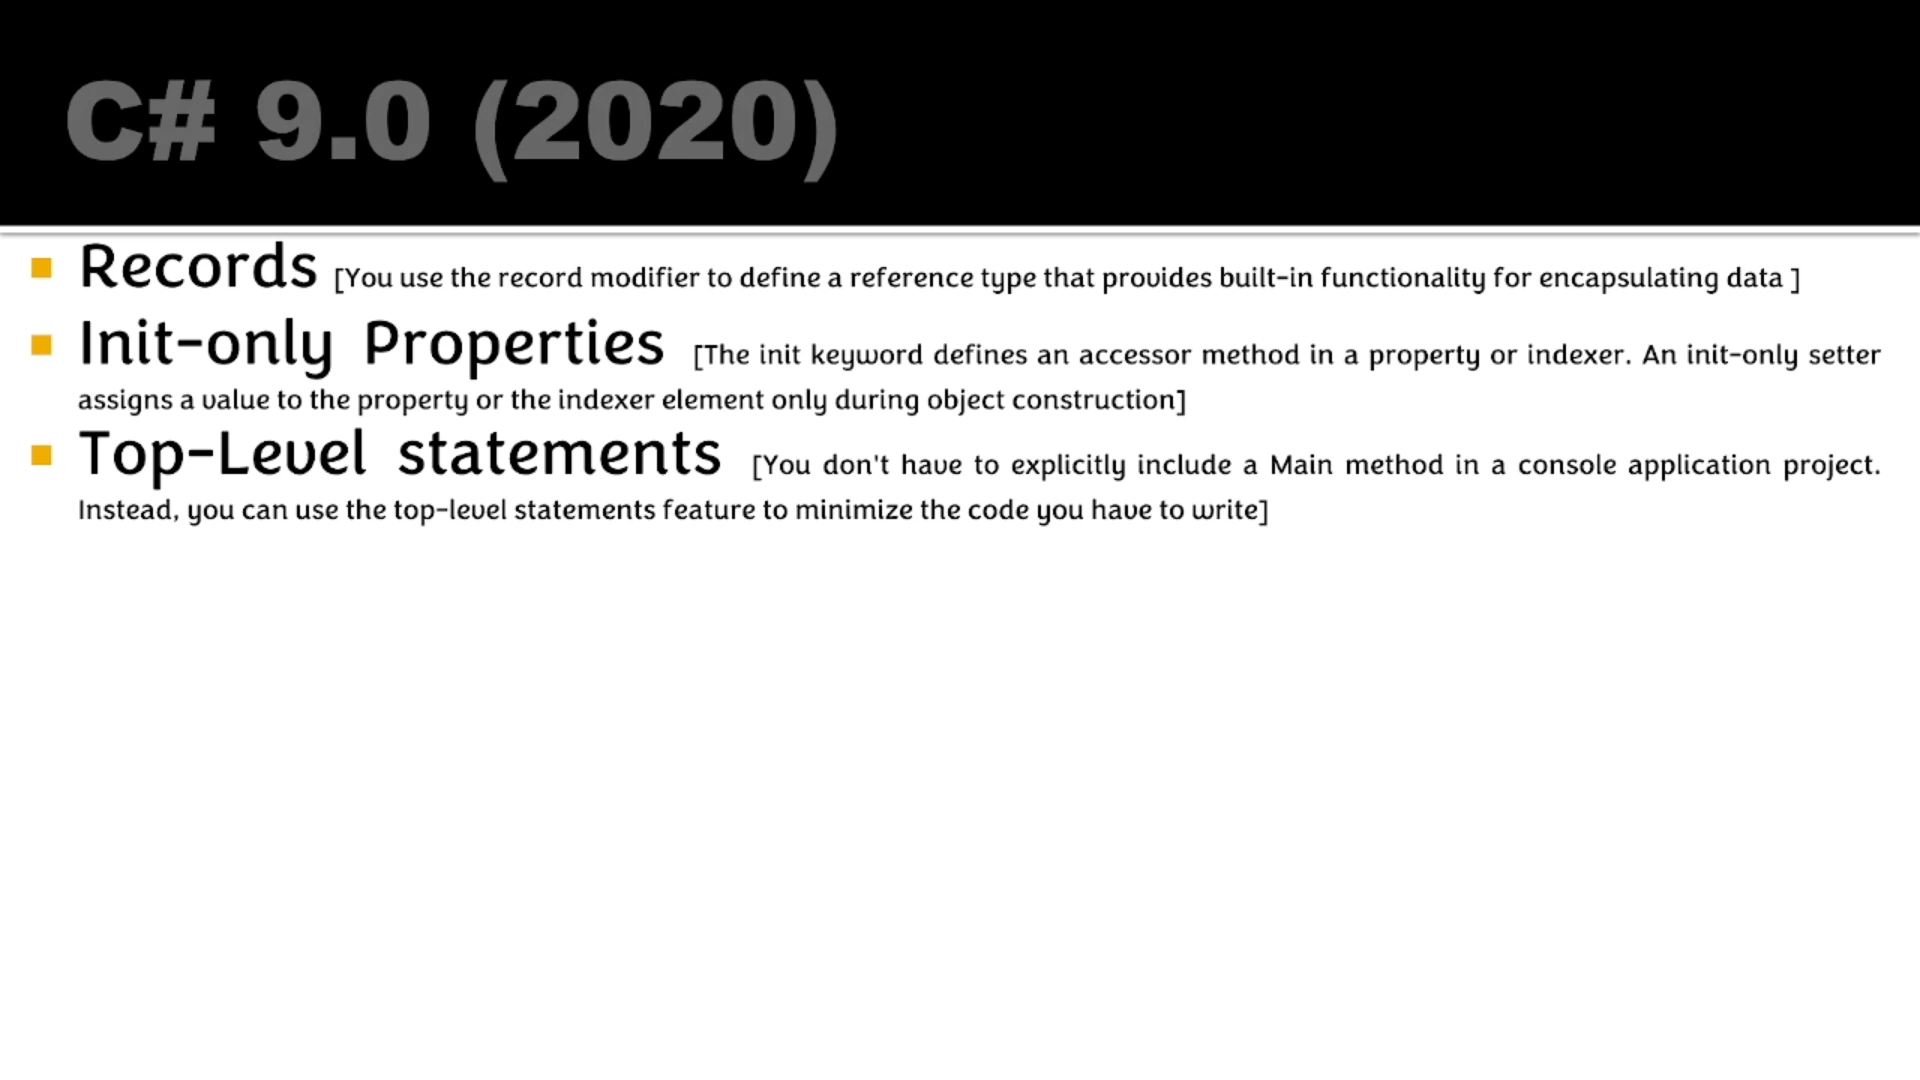 C# 9.0 (2020)
Records [You use the record modifier to define a reference type that provides built-in functionality for encapsulating data ]
Init-only Properties [The init keyword defines an accessor method in a property or indexer. An init-only setter
assigns a value to the property or the indexer element only during object construction]
Top-Level statements [You don't have to explicitly include a Main method in a console application project.
Instead, you can use the top-level statements feature to minimize the code you have to write]